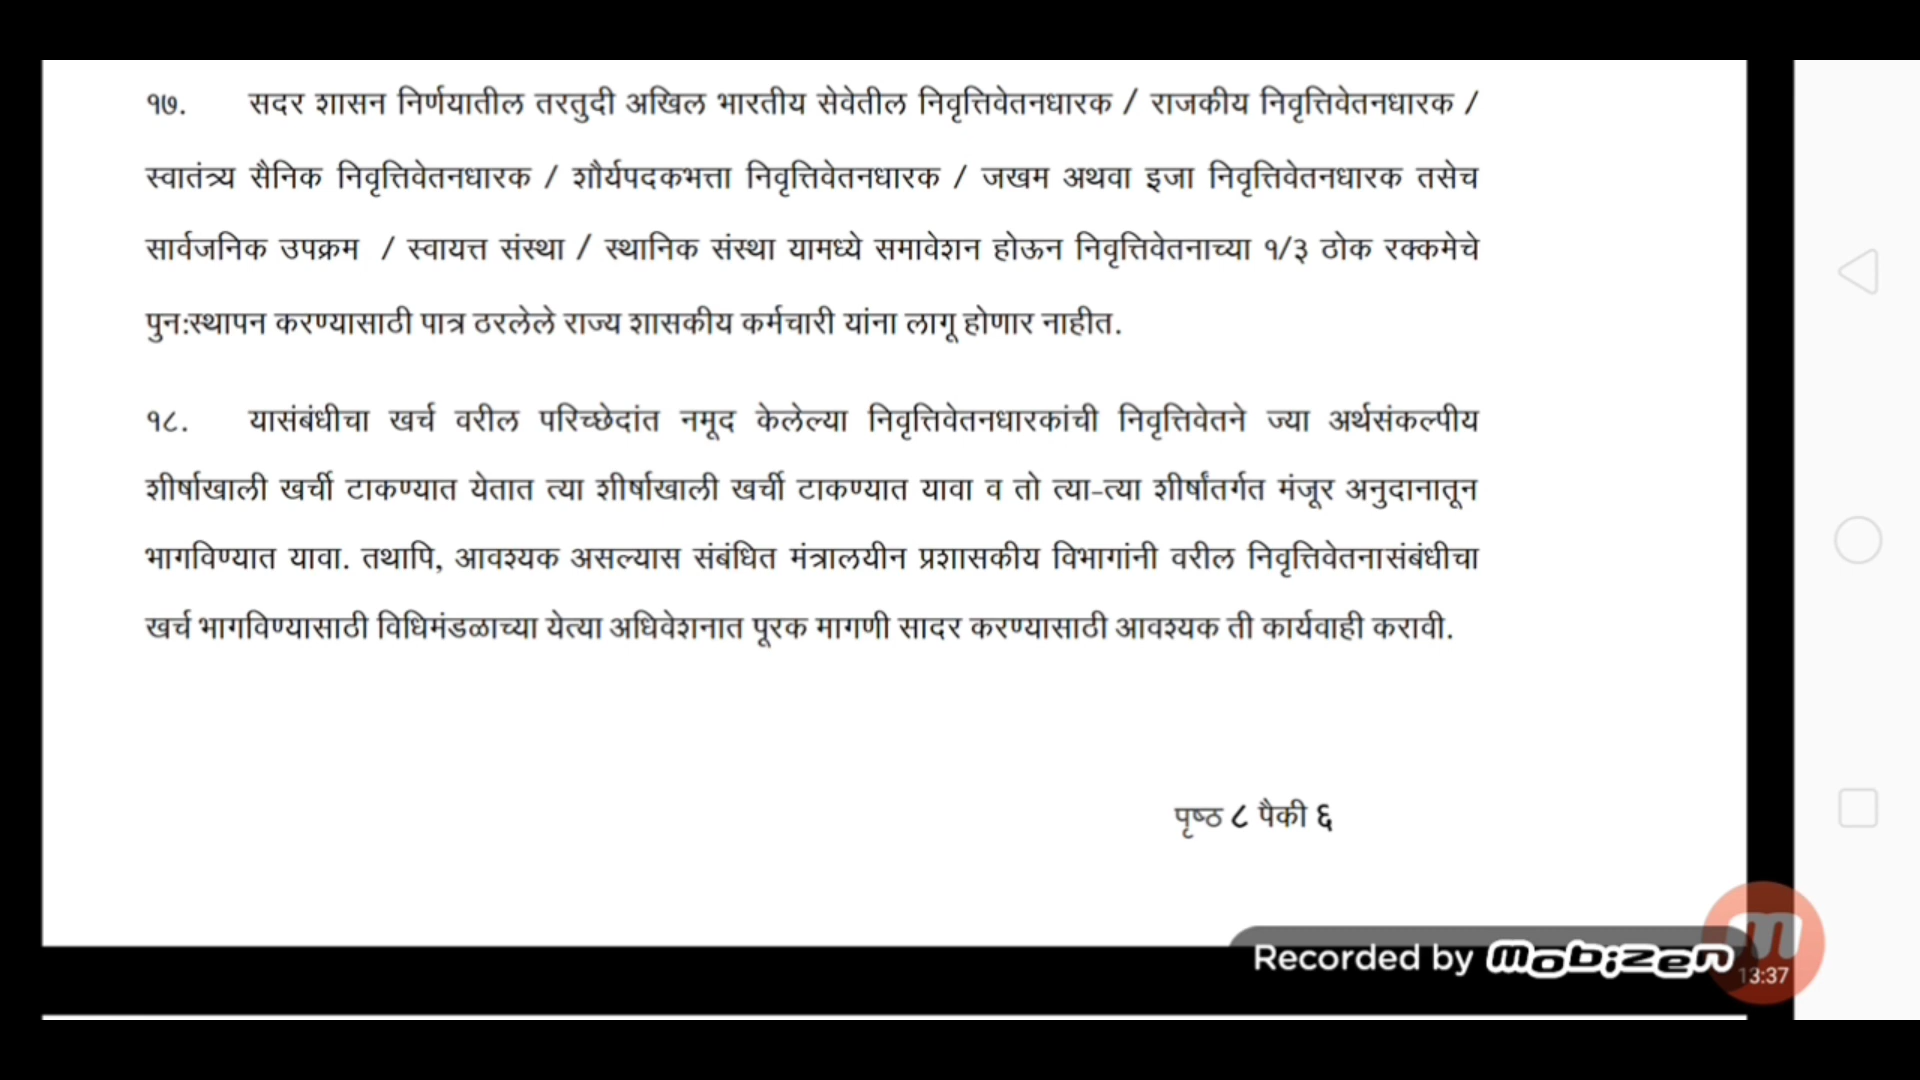 १७. सदर शासन निर्णयातील तरतुदी अखिल भारतीय सेवेतील निवृत्तिवेतनधारक / राजकीय निवृत्तिवेतनधारक /
स्वातंत्र्य सैनिक निवृत्तिवेतनधारक / शौर्यपदकभत्ता निवृत्तिवेतनधारक / जखम अथवा इजा निवृत्तिवेतनधारक तसेच
सार्वजनिक उपक्रम / स्वायत्त संस्था / स्थानिक संस्था यामध्ये समावेशन होऊन निवृत्तिवेतनाच्या १/३ ठोक रक्कमेचे
पुन:स्थापन करण्यासाठी पात्र ठरलेले राज्य शासकीय कर्मचारी यांना लागू होणार नाहीत.
१८. यासंबंधीचा खर्च वरील परिच्छेदांत नमूद केलेल्या निवृत्तिवेतनधारकांची निवृत्तिवेतने ज्या अर्थसंकल्पीय
शीर्षाखाली खर्ची टाकण्यात येतात त्या शीर्षाखाली खर्ची टाकण्यात यावा व तो त्या-त्या शीर्षांतर्गत मंजूर अनुदानातून
भागविण्यात यावा. तथापि, आवश्यक असल्यास संबंधित मंत्रालयीन प्रशासकीय विभागांनी वरील निवृत्तिवेतनासंबंधीचा
खर्च भागविण्यासाठी विधिमंडळाच्या येत्या अधिवेशनात पूरक मागणी सादर करण्यासाठी आवश्यक ती कार्यवाही करावी.
पृष्ठ ८ पैकी ६
Recorded by mobizen
13:37